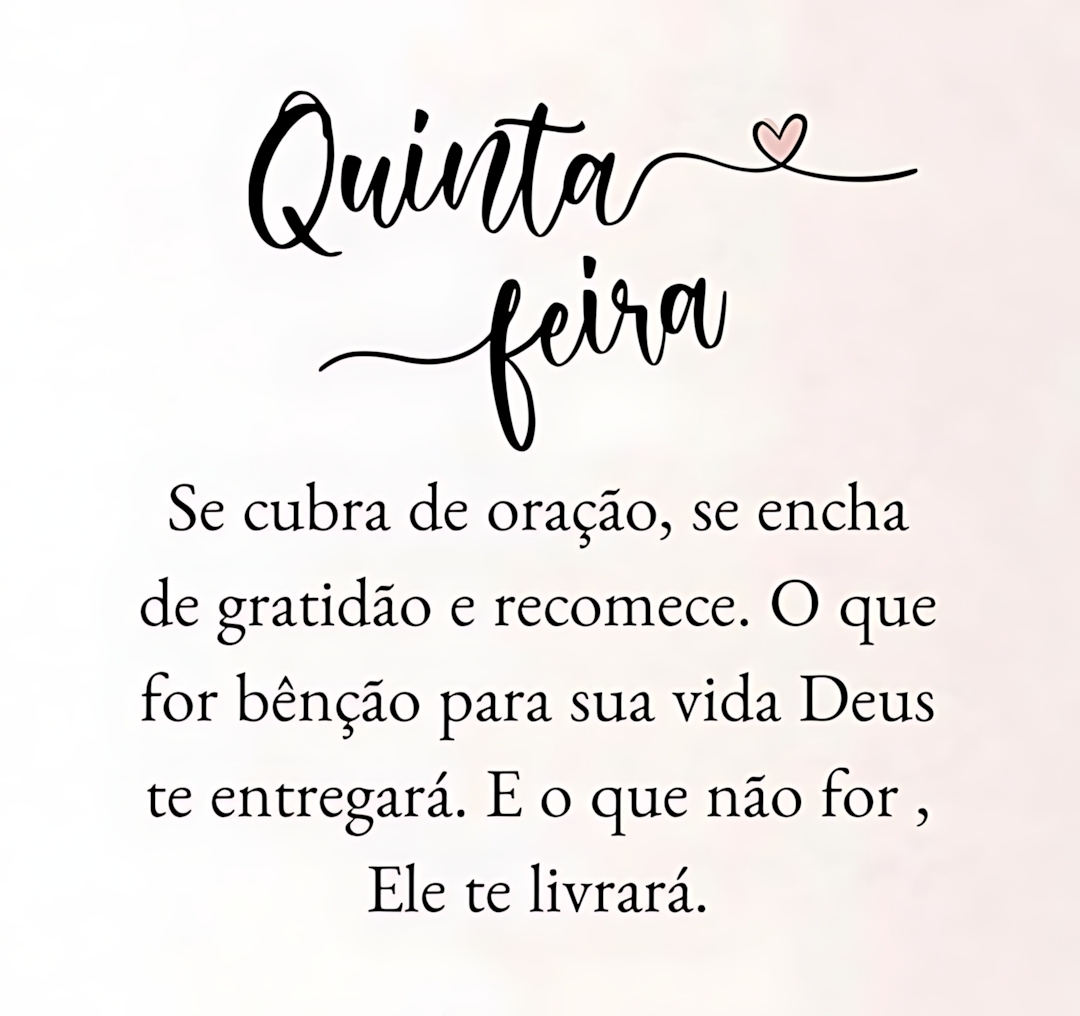 Quinta
feira
Se cubra de oração, se encha
de gratidão e recomece. O que
for bênção para sua vida Deus
te entregará. E o que não for ,
Ele te livrará.